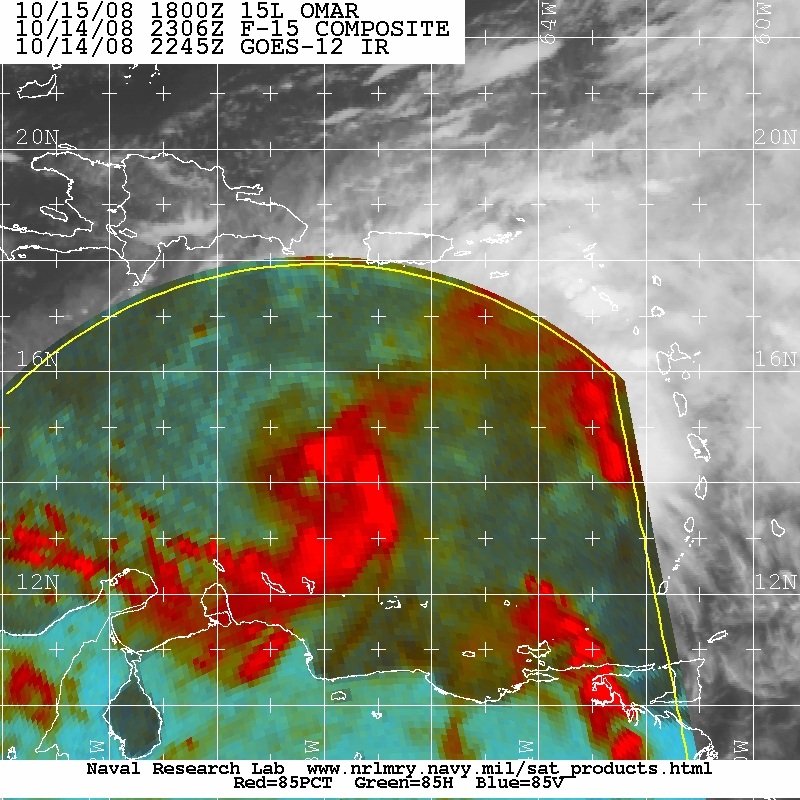 10/15/08 1800Z 15L OMAR
10/14/08 2306Z F-15 COMPOSITE
10/14/08 2245Z GOES-12 IR
64 60
20N 20N
16N 16N
12N 12N
Naval Research Lab www.nrlmry.navy.mil/sat_products.html
Red=85PCT Green=85H Blue=85V